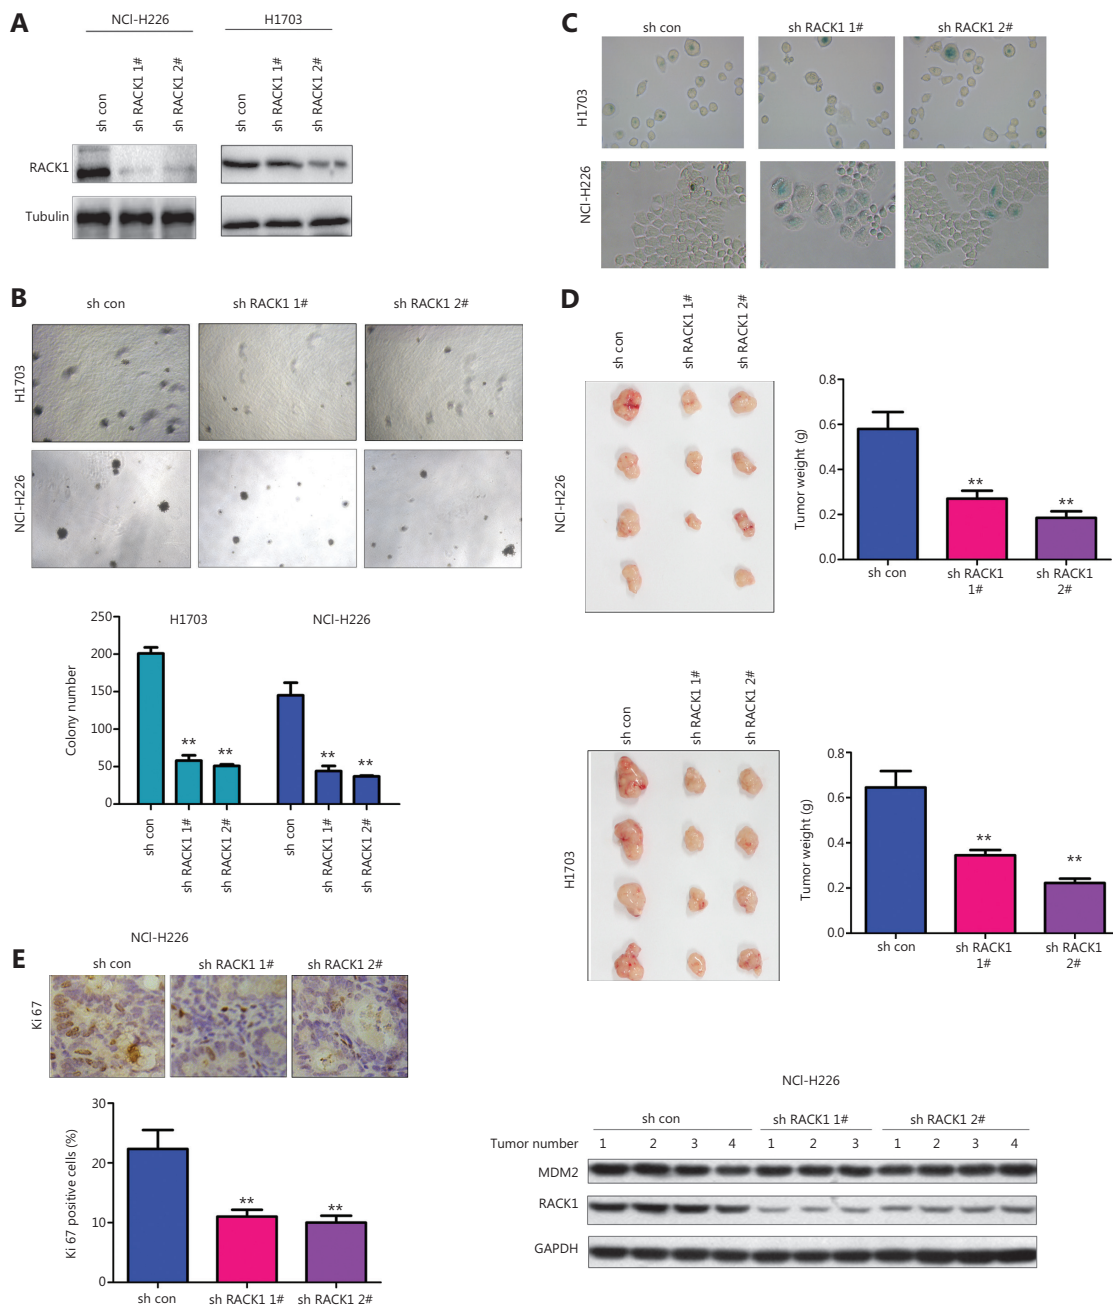 A
NCI-H226
H1703
sh con
sh RACK1 1#
sh RACK1 2#
sh con
sh RACK1 1#
sh RACK1 2#
RACK1
Tubulin
B
sh con
sh RACK1 1#
sh RACK1 2#
H1703
NCI-H226
H1703
NCI-H226
Colony number
250
200
150
100
50
0
**
**
**
**
sh con
sh RACK1 1#
sh RACK1 2#
sh con
sh RACK1 1#
sh RACK1 2#
C
sh con
sh RACK1 1#
sh RACK1 2#
H1703
NCI-H226
D
sh con
sh RACK1 1#
sh RACK1 2#
NCI-H226
Tumor weight (g)
0.8
0.6
0.4
0.2
0.0
**
**
sh con
sh RACK1
1#
sh RACK1
2#
sh con
sh RACK1 1#
sh RACK1 2#
H1703
Tumor weight (g)
0.8
0.6
0.4
0.2
0.0
**
**
sh con
sh RACK1
1#
sh RACK1
2#
E
NCI-H226
sh con
sh RACK1 1#
sh RACK1 2#
Ki 67
Ki 67 positive cells (%)
30
20
10
0
**
**
sh con
sh RACK1 1#
sh RACK1 2#
NCI-H226
sh con
sh RACK1 1#
sh RACK1 2#
Tumor number
1 2 3 4 1 2 3 1 2 3 4
MDM2
RACK1
GAPDH